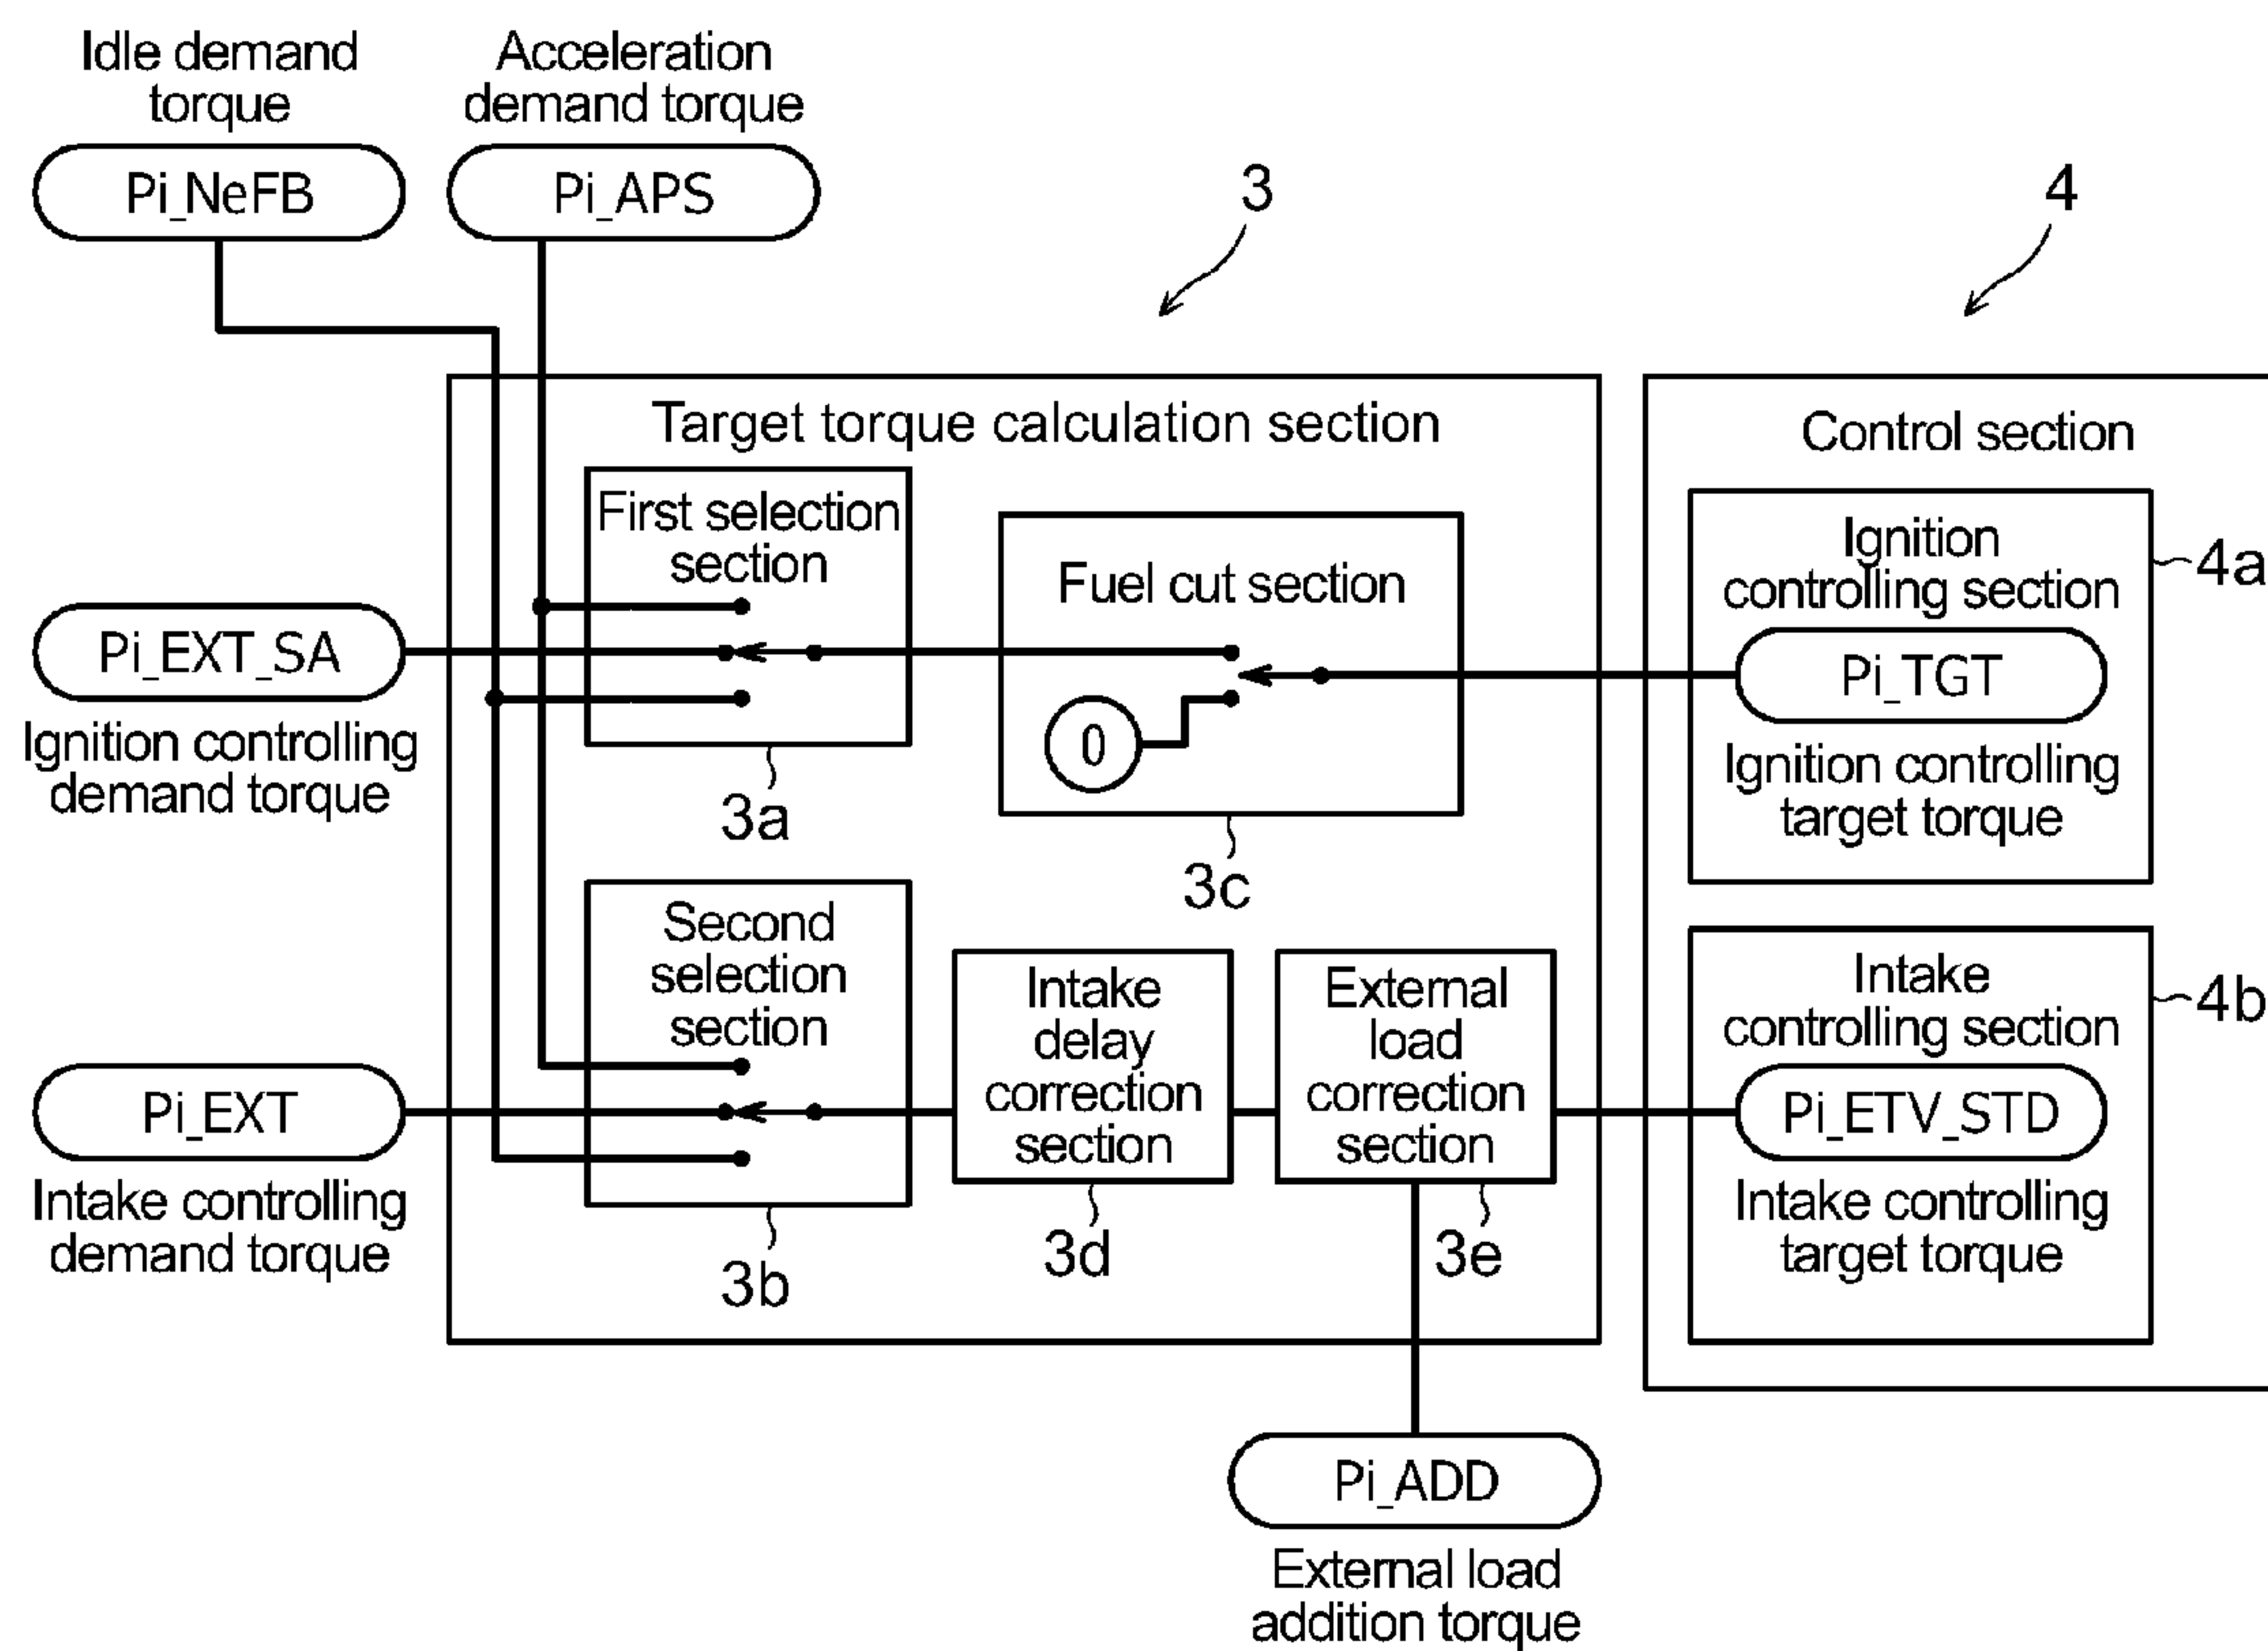 Idle demand
torque
Pi_NeFB
Acceleration
demand torque
Pi_APS
3
4
Target torque calculation section
Control section
First selection
section
3a
Fuel cut section
0
3c
Ignition
controlling section
Pi_TGT
Ignition controlling
target torque
4a
Pi_EXT_SA
Ignition controlling
demand torque
Second
selection
section
3b
Intake
delay
correction
section
3d
External
load
correction
section
3e
Intake
controlling section
Pi_ETV_STD
Intake controlling
target torque
4b
Pi_EXT
Intake controlling
demand torque
Pi_ADD
External load
addition torque